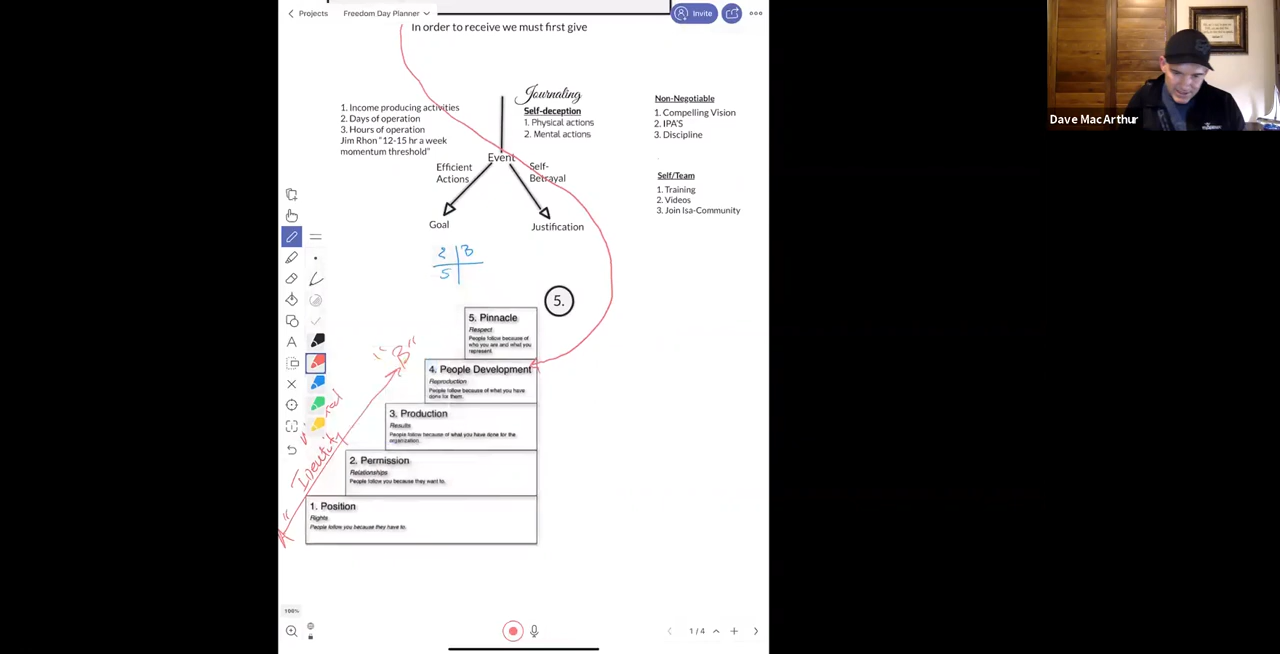 Projects
Freedom Day Planner
Invite
In order to receive we must first give
Journaling
Self-deception
1. Physical actions
2. Mental actions
1. Income producing activities
2. Days of operation
3. Hours of operation
Jim Rhon "12-15 hr a week
momentum threshold"
Non-Negotiable
1. Compelling Vision
2. IPA'S
3. Discipline
Event
Efficient
Actions
Self-
Betrayal
Self/Team
1. Training
2. Videos
3. Join Isa-Community
Goal
Justification
2 3
5
5.
5. Pinnacle
Respect
People follow because of
who you are and what you
represent.
"B"
4. People Development
Reproduction
People follow because of what you have
done for them.
3. Production
Results
People follow because of what you have done for the
organization.
Identity
2. Permission
Relationships
People follow you because they want to.
1. Position
Rights
People follow you because they have to.
A"
100%
1 / 4
Dave MacArthur